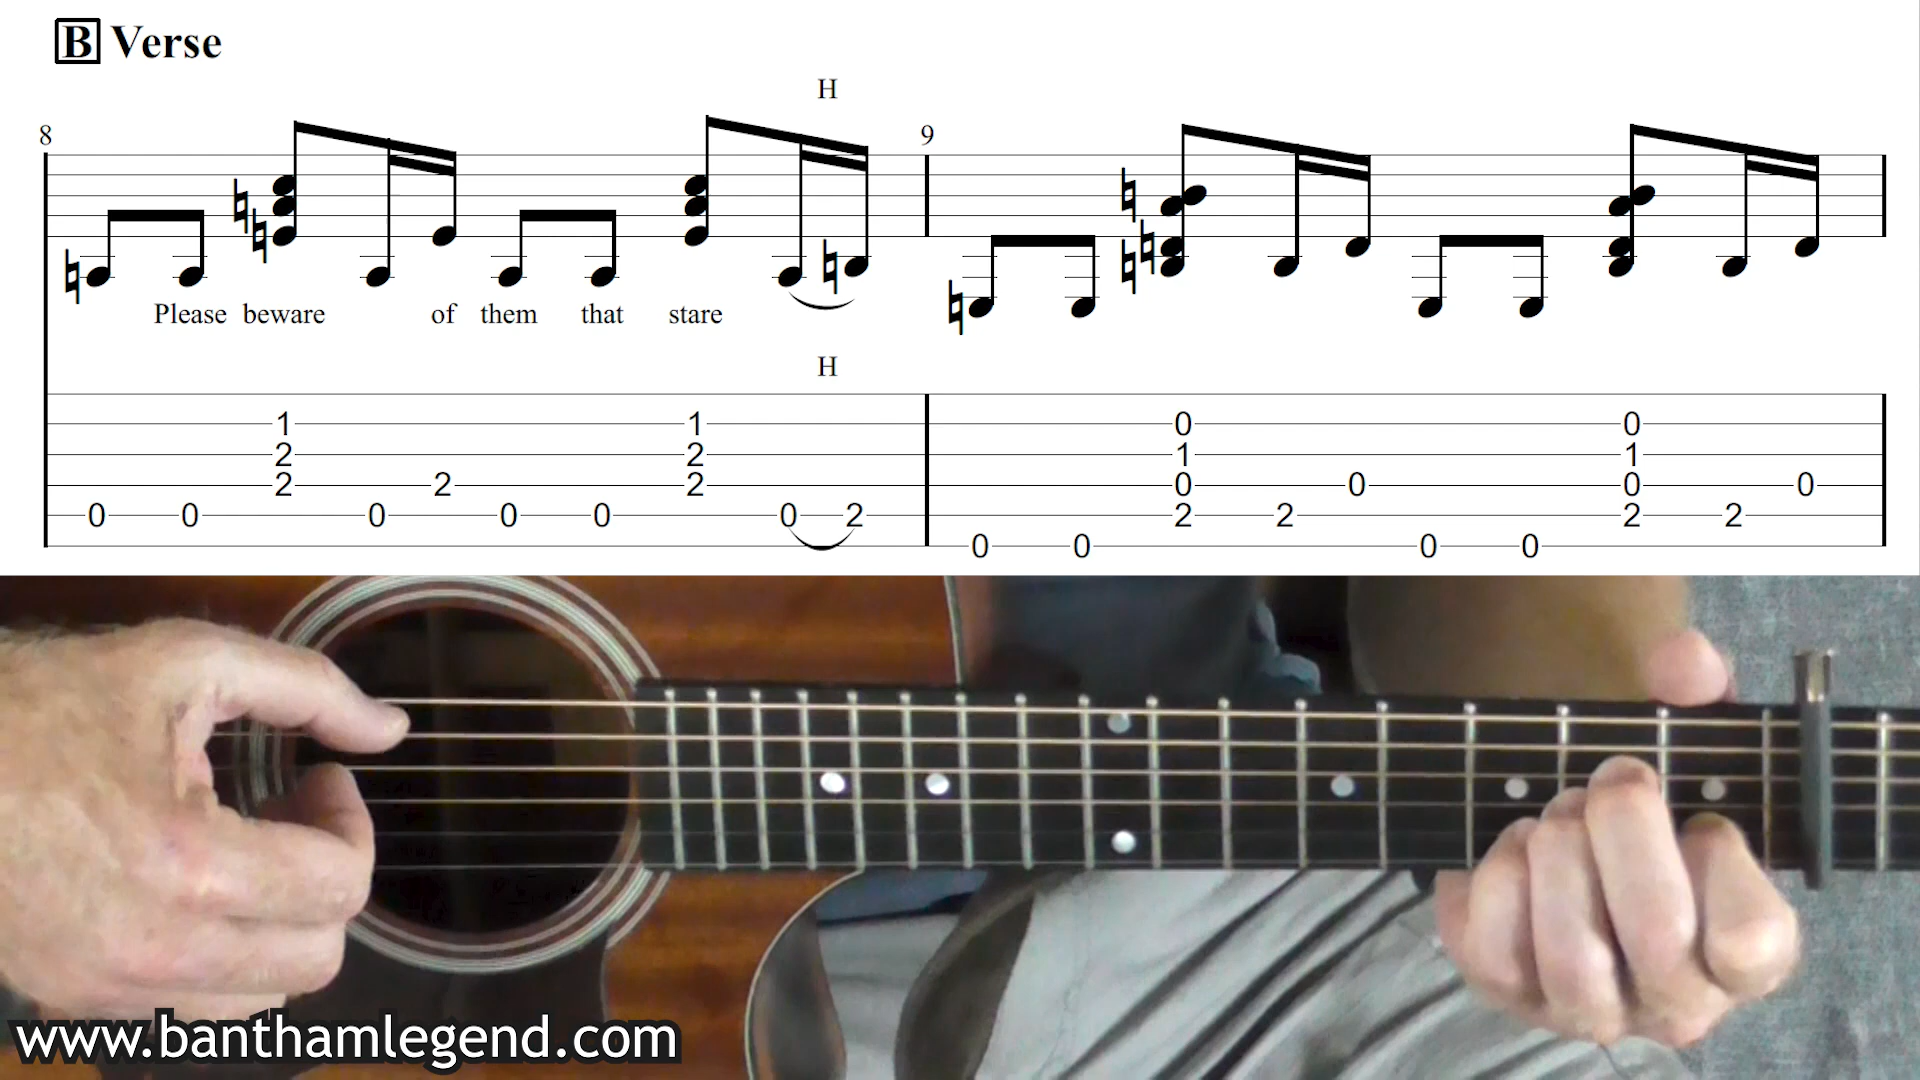 B Verse
H
8
9
Please beware of them that stare
H
1 1 0 0
2 2 1 1
2 2 2 0 0 0 0
0 0 0 0 0 0 2 2 2 2 2
0 0 0 0
www.banthamlegend.com